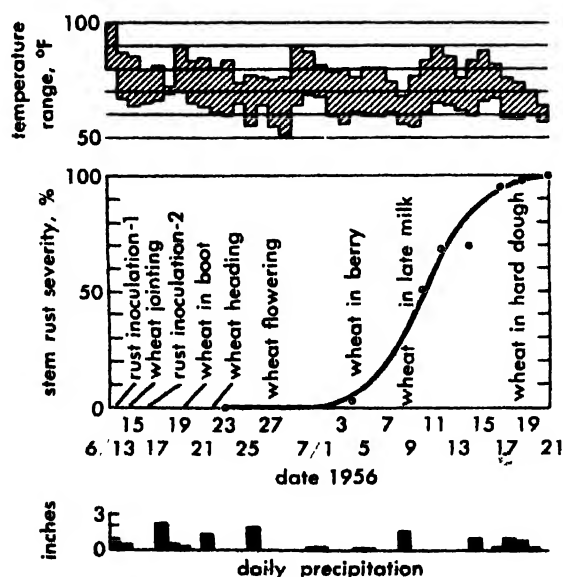 temperature
range, °F
100
50
stem rust severity, %
100
50
0
rust inoculation-1
wheat jointing
rust inoculation-2
wheat in boot
wheat heading
wheat flowering
wheat in berry
wheat in late milk
wheat in hard dough
15 19 23 27 3 7 11 15 19
6/13 17 21 25 7/1 5 9 13 17 21
date 1956
inches
3
0
daily precipitation